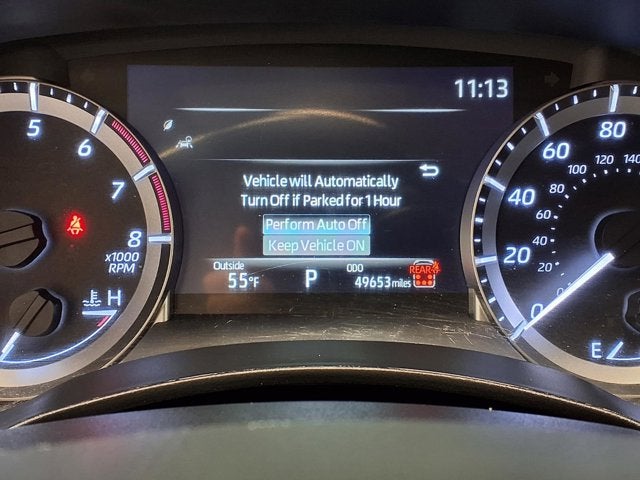 11:13
Vehicle will Automatically
Turn Off if Parked for 1 Hour
Perform Auto Off
Keep Vehicle ON
Outside
55°F
P
ODO
49653 miles
REAR
5
6
7
8
x1000
RPM
H
0
20
40
60
80
20
40
60
80
100
120
140
E